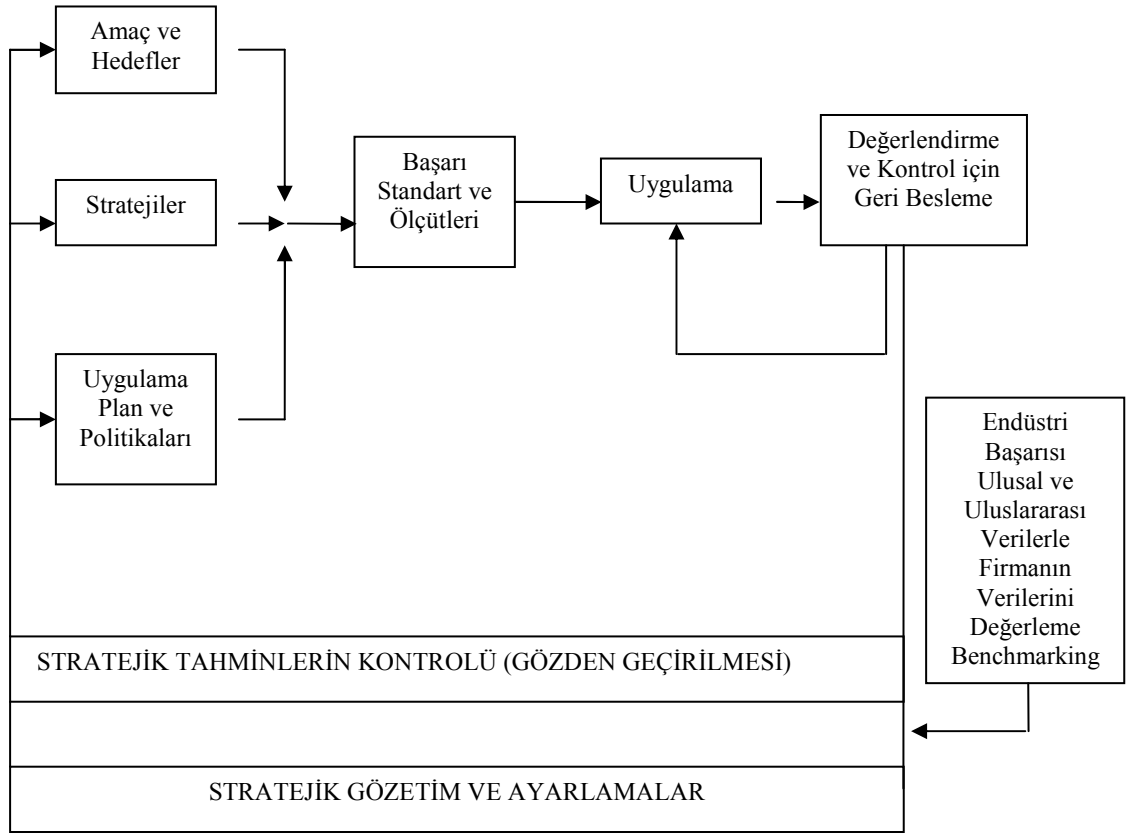 Amaç ve
Hedefler
Stratejiler
Uygulama
Plan ve
Politikaları
Başarı
Standart ve
Ölçütleri
Uygulama
Değerlendirme
ve Kontrol için
Geri Besleme
Endüstri
Başarısı
Ulusal ve
Uluslararası
Verilerle
Firmanın
Verilerini
Değerleme
Benchmarking
STRATEJİK TAHMİNLERİN KONTROLÜ (GÖZDEN GEÇİRİLMESİ)
STRATEJİK GÖZETİM VE AYARLAMALAR